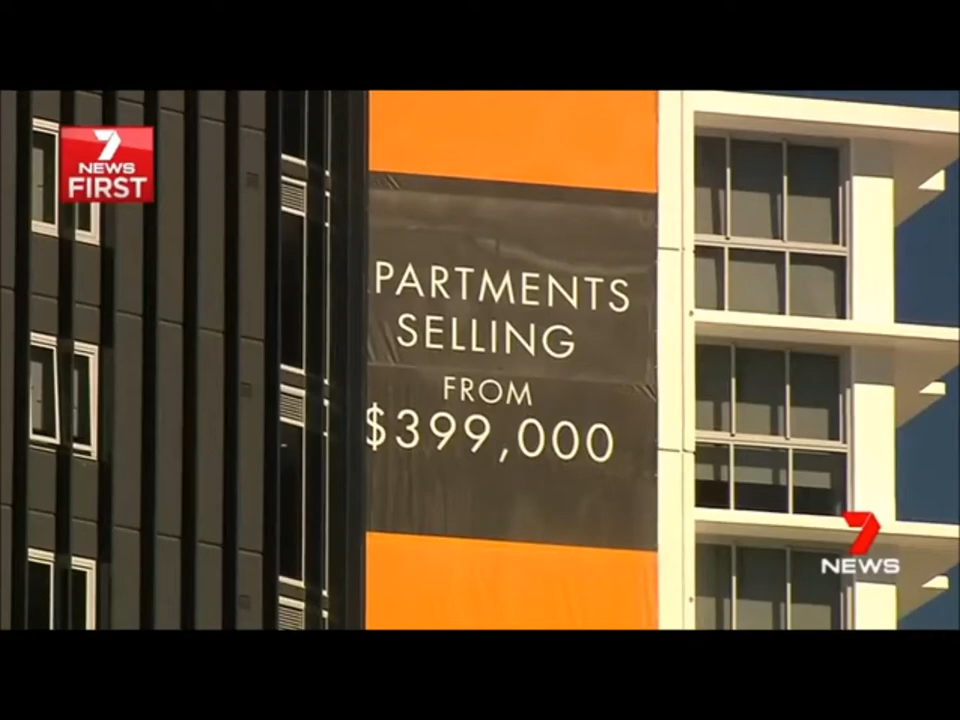 7
NEWS
FIRST
PARTMENTS
SELLING
FROM
$399,000
7
NEWS